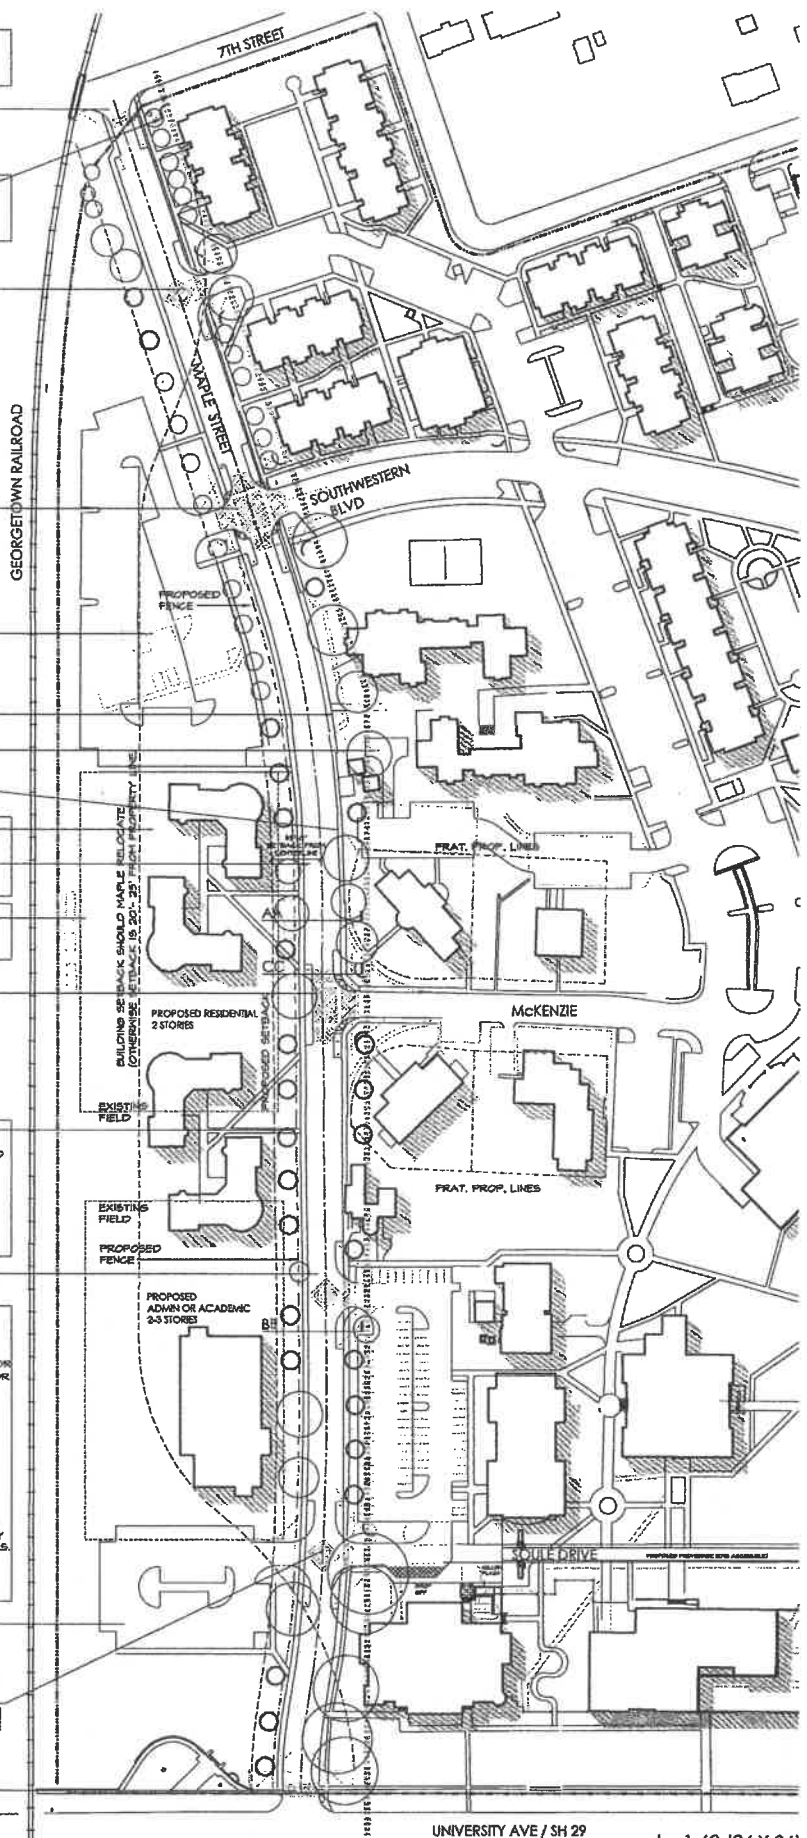 7TH STREET
MAPLE STREET
GEORGETOWN RAILROAD
SOUTHWESTERN
BLVD
PROPOSED
FENCE
BUILDING SETBACK SHOULD MAPLE RELOCATE
(OTHERWISE SETBACK IS 20'- 25' FROM PROPERTY LINE
FRAT. PROP. LINES
AA
CC
PROPOSED RESIDENTIAL
2 STORIES
PROPOSED SETBACK
McKENZIE
EXISTING
FIELD
FRAT. PROP. LINES
EXISTING
FIELD
PROPOSED
FENCE
PROPOSED
ADMIN OR ACADEMIC
2-3 STORIES
BB
OR
SOULE DRIVE
UNIVERSITY AVE / SH 29